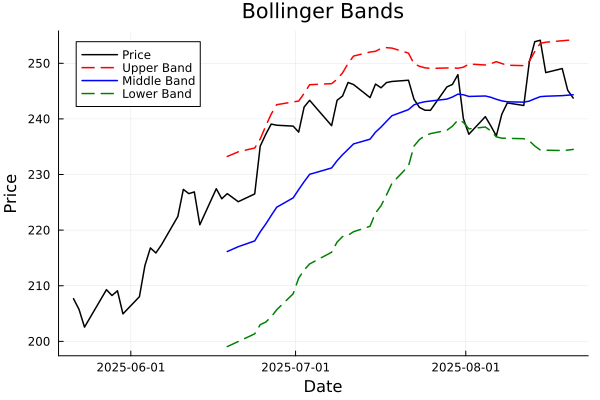 Bollinger Bands
Price
Upper Band
Middle Band
Lower Band
Price
250
240
230
220
210
200
2025-06-01
2025-07-01
2025-08-01
Date